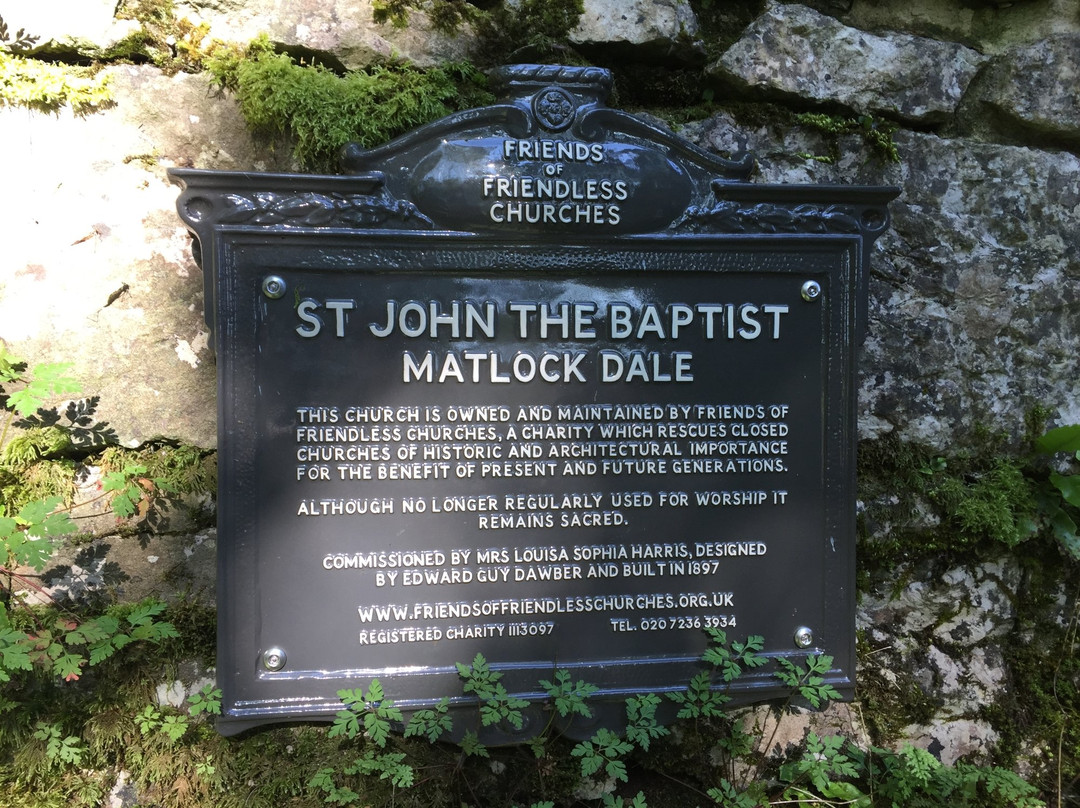 FRIENDS
OF
FRIENDLESS
CHURCHES
ST JOHN THE BAPTIST
MATLOCK DALE
THIS CHURCH IS OWNED AND MAINTAINED BY FRIENDS OF
FRIENDLESS CHURCHES, A CHARITY WHICH RESCUES CLOSED
CHURCHES OF HISTORIC AND ARCHITECTURAL IMPORTANCE
FOR THE BENEFIT OF PRESENT AND FUTURE GENERATIONS.
ALTHOUGH NO LONGER REGULARLY USED FOR WORSHIP IT
REMAINS SACRED.
COMMISSIONED BY MRS LOUISA SOPHIA HARRIS, DESIGNED
BY EDWARD GUY DAWBER AND BUILT IN 1897
WWW.FRIENDSOFFRIENDLESSCHURCHES.ORG.UK
REGISTERED CHARITY 1113097 TEL. 020 7236 3934